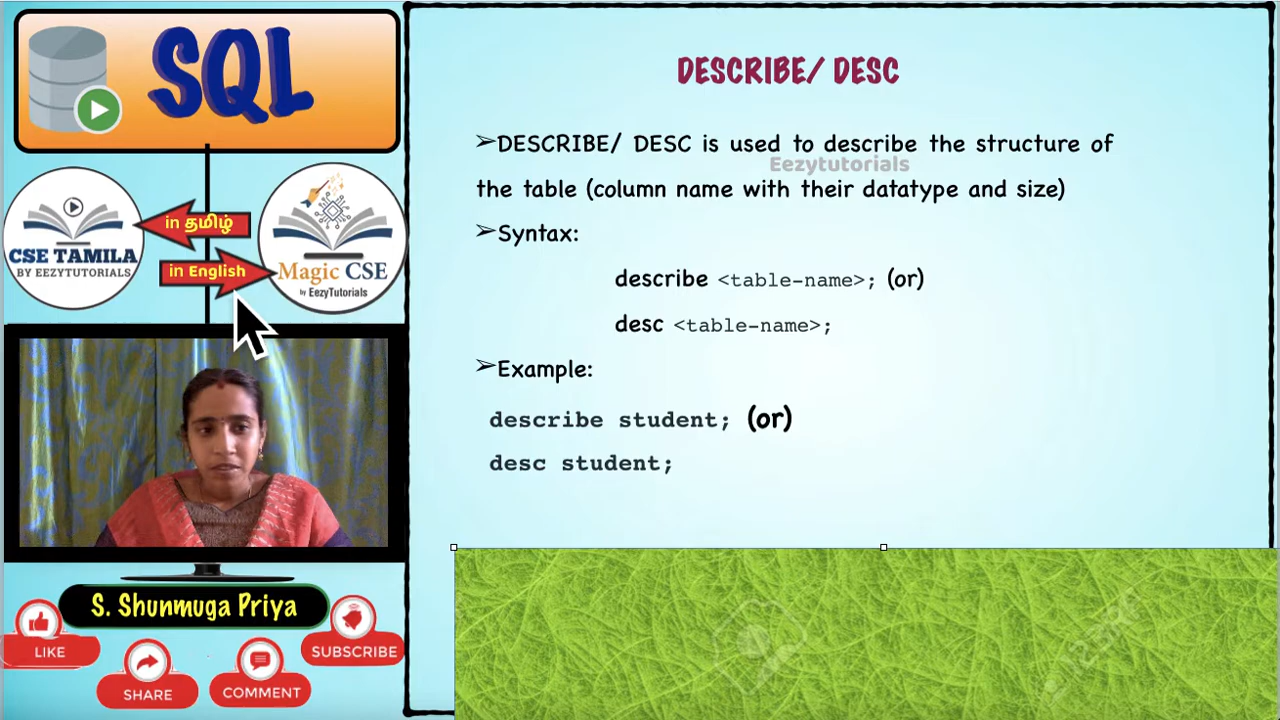 SQL
in தமிழ்
CSE TAMILA
BY EEZYTUTORIALS
in English
Magic CSE
by EezyTutorials
S. Shunmuga Priya
LIKE
SHARE
COMMENT
SUBSCRIBE
DESCRIBE/ DESC
➢DESCRIBE/ DESC is used to describe the structure of
Eezytutorials
the table (column name with their datatype and size)
➢Syntax:
describe <table-name>; (or)
desc <table-name>;
➢Example:
describe student; (or)
desc student;